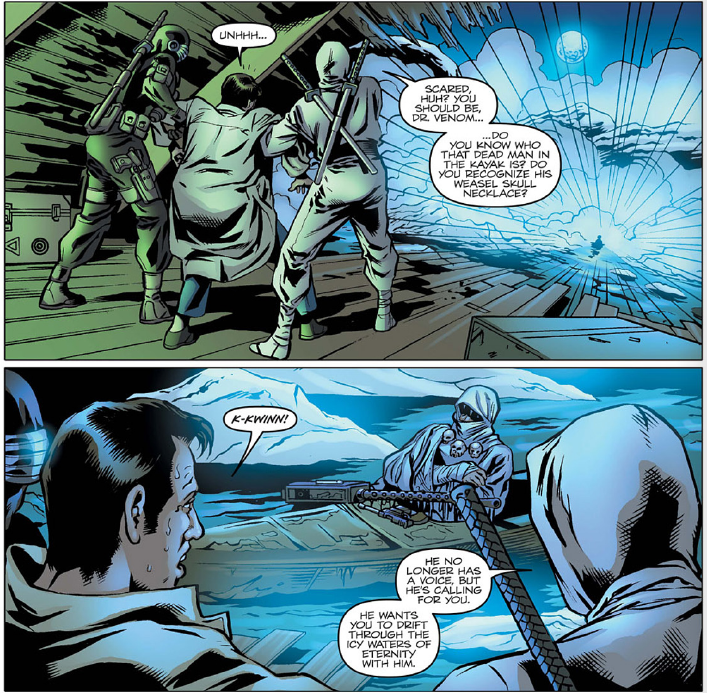 UNHHH...
SCARED,
HUH? YOU
SHOULD BE,
DR. VENOM...
...DO
YOU KNOW WHO
THAT DEAD MAN IN
THE KAYAK IS? DO
YOU RECOGNIZE HIS
WEASEL SKULL
NECKLACE?
K-KWINN!
HE NO
LONGER HAS
A VOICE, BUT
HE'S CALLING
FOR YOU.
HE WANTS
YOU TO DRIFT
THROUGH THE
ICY WATERS OF
ETERNITY
WITH HIM.